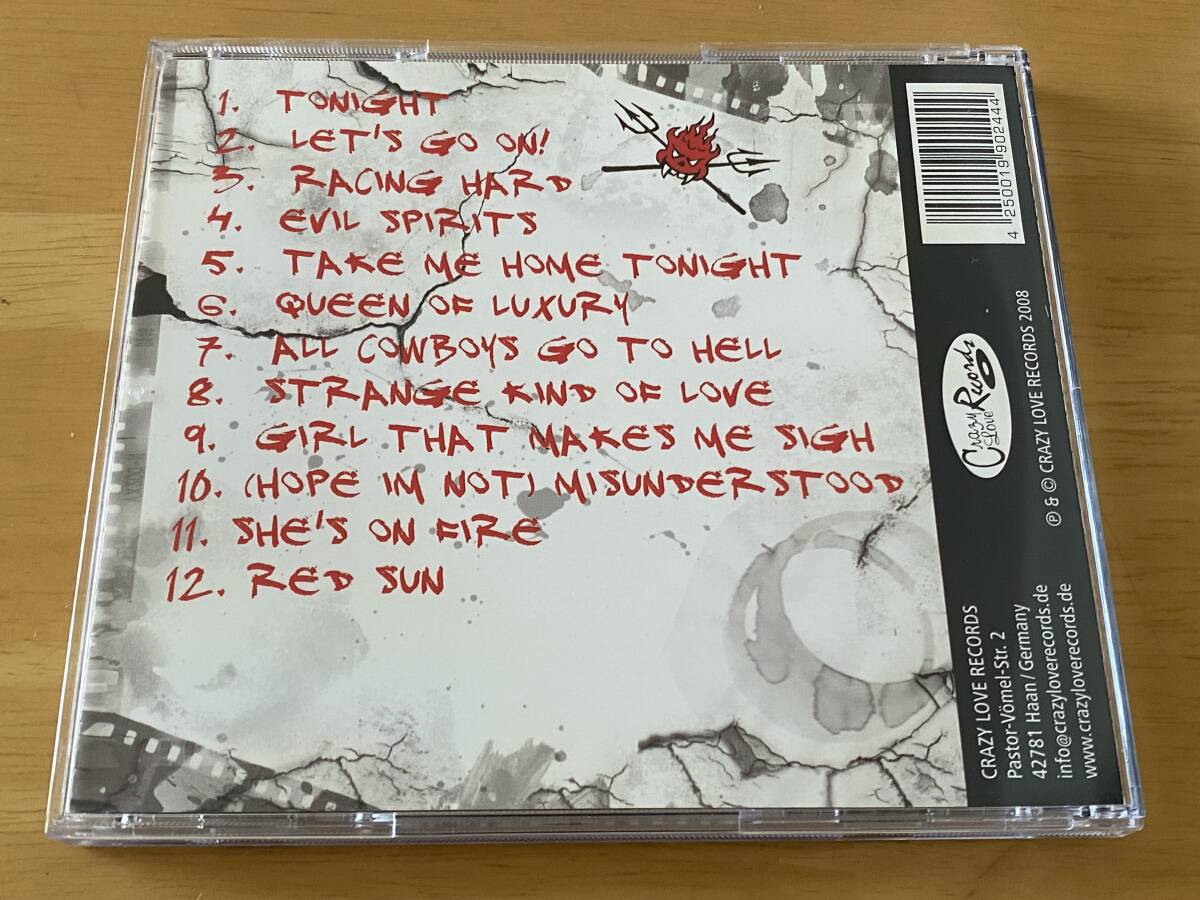 1. TONIGHT
2. LET'S GO ON!
3. RACING HARD
4. EVIL SPIRITS
5. TAKE ME HOME TONIGHT
6. QUEEN OF LUXURY
7. ALL COWBOYS GO TO HELL
8. STRANGE KIND OF LOVE
9. GIRL THAT MAKES ME SIGH
10. (HOPE IM NOT) MISUNDERSTOOD
11. SHE'S ON FIRE
12. RED SUN
4 250019 902444
Crazy Love Records
℗ & © CRAZY LOVE RECORDS 2008
CRAZY LOVE RECORDS
Pastor-Vömel-Str. 2
42781 Haan/Germany
info@crazyloverecords.de
www.crazyloverecords.de